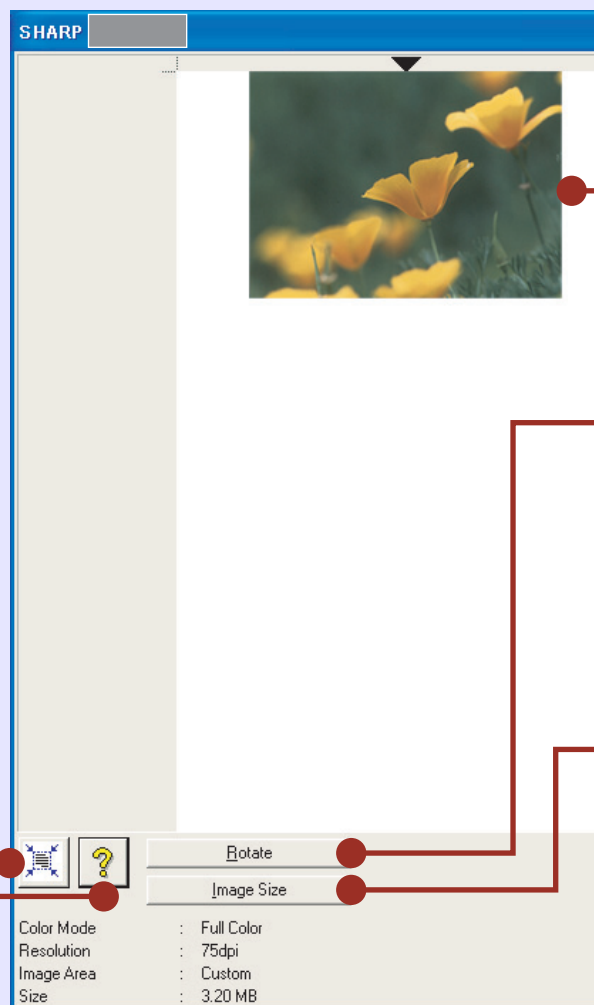 SHARP
?
Rotate
Image Size
Color Mode : Full Color
Resolution : 75dpi
Image Area : Custom
Size : 3.20 MB